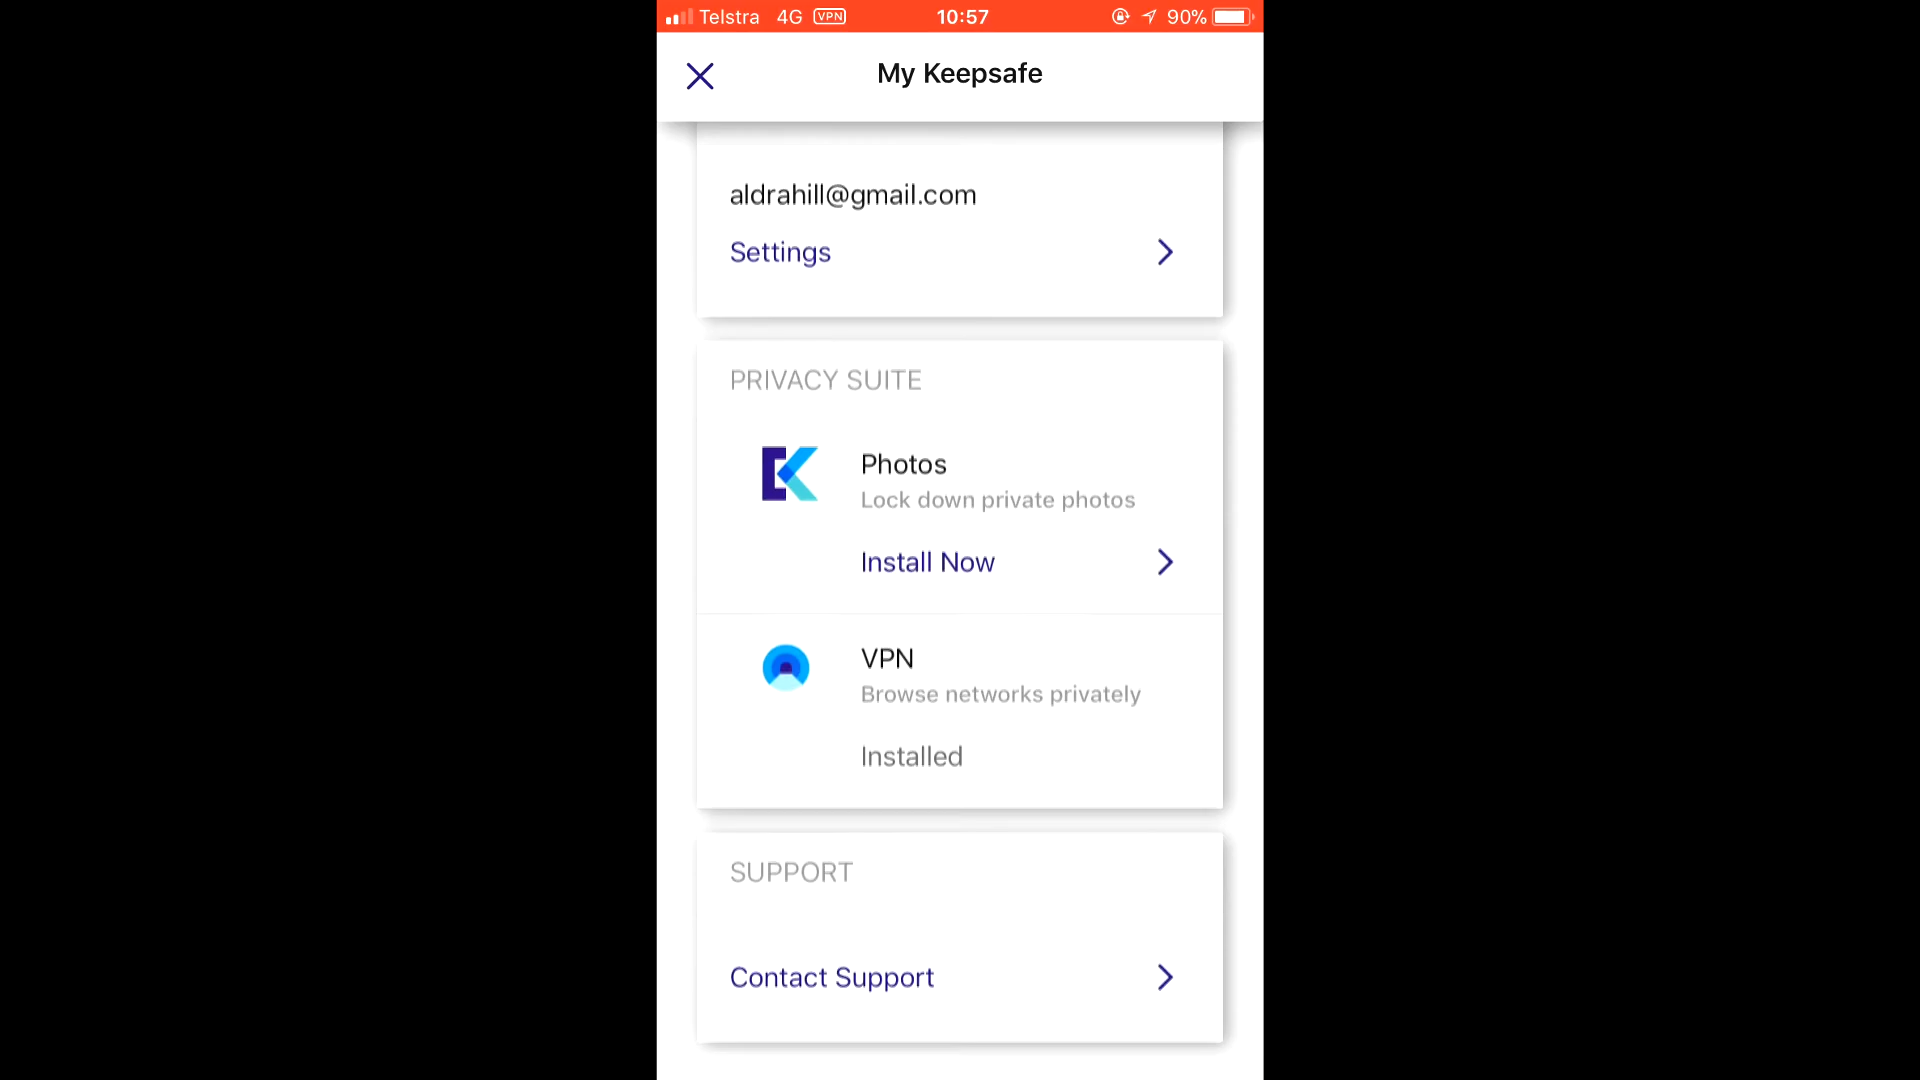 Telstra 4G VPN 10:57 90%
My Keepsafe
aldrahill@gmail.com
Settings
PRIVACY SUITE
Photos
Lock down private photos
Install Now
VPN
Browse networks privately
Installed
SUPPORT
Contact Support